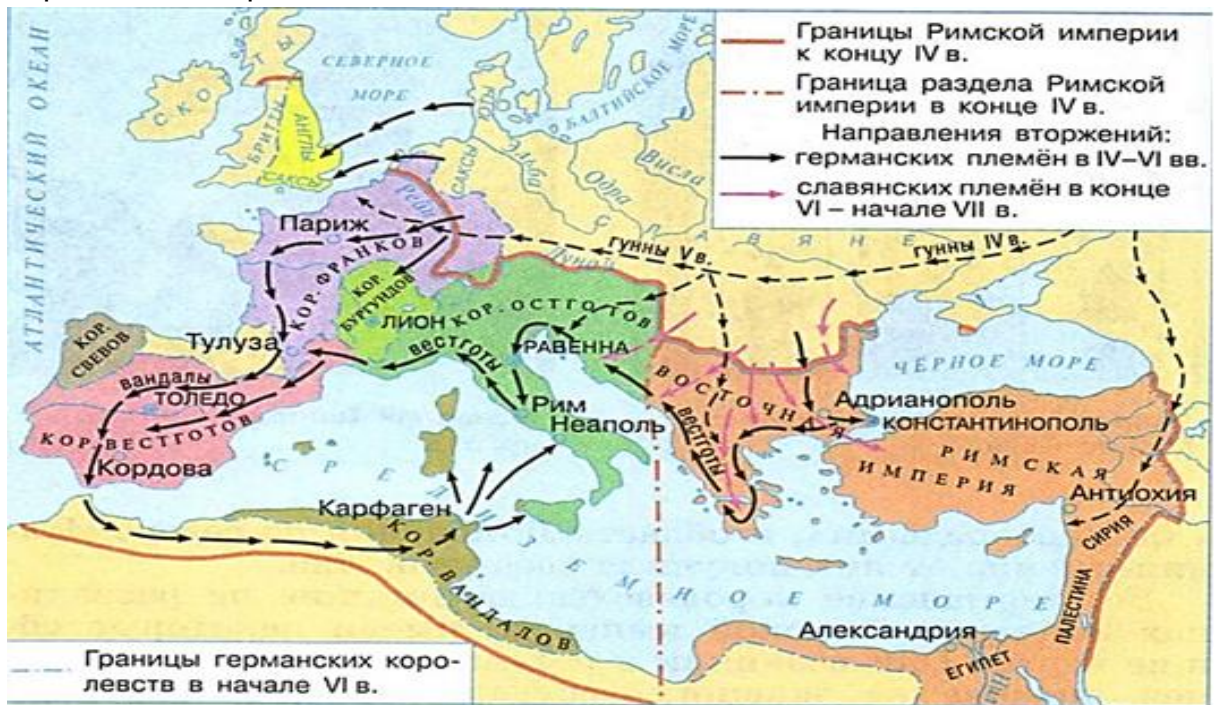 Границы Римской империи
к концу IV в.
Граница раздела Римской
империи в конце IV в.
Направления вторжений:
германских племён в IV–VI вв.
славянских племён в конце
VI – начале VII в.
АТЛАНТИЧЕСКИЙ ОКЕАН
СЕВЕРНОЕ
МОРЕ
БАЛТИЙСКОЕ МОРЕ
СКОТТЫ
БРИТТЫ
АНГЛЫ
САКСЫ
ЮТЫ
САКСЫ
Рейн
Одра
Висла
СЛАВЯНЕ
гунны V в.
гунны IV в.
Дунай
Париж
КОР. ФРАНКОВ
КОР.
БУРГУНДОВ
ЛИОН
КОР. ОСТГОТОВ
РАВЕННА
вестготы
Тулуза
КОР.
СВЕВОВ
вандалы
ТОЛЕДО
КОР. ВЕСТГОТОВ
Кордова
Рим
Неаполь
вестготы
ЧЁРНОЕ МОРЕ
Адрианополь
КОНСТАНТИНОПОЛЬ
ВОСТОЧНАЯ
РИМСКАЯ
ИМПЕРИЯ
Антиохия
СИРИЯ
ПАЛЕСТИНА
Карфаген
КОР. ВАНДАЛОВ
СРЕДИЗЕМНОЕ МОРЕ
Александрия
ЕГИПЕТ
Границы германских коро-
левств в начале VI в.